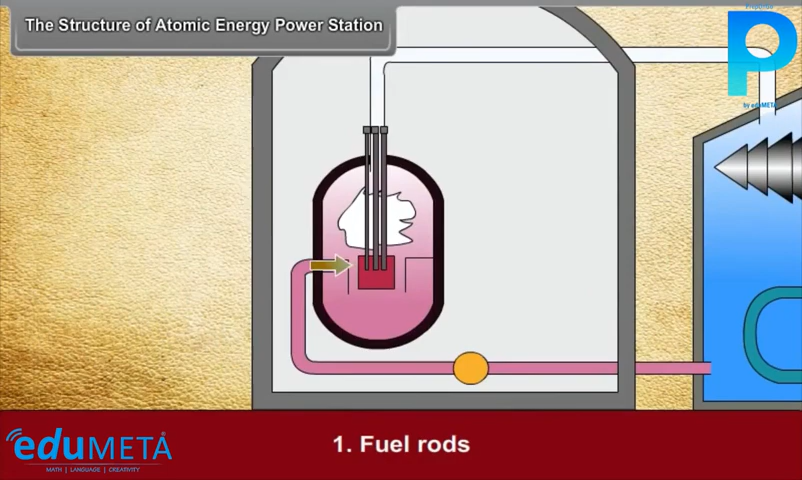 The Structure of Atomic Energy Power Station
P
by eduMETA
1. Fuel rods
eduMETA
MATH | LANGUAGE | CREATIVITY